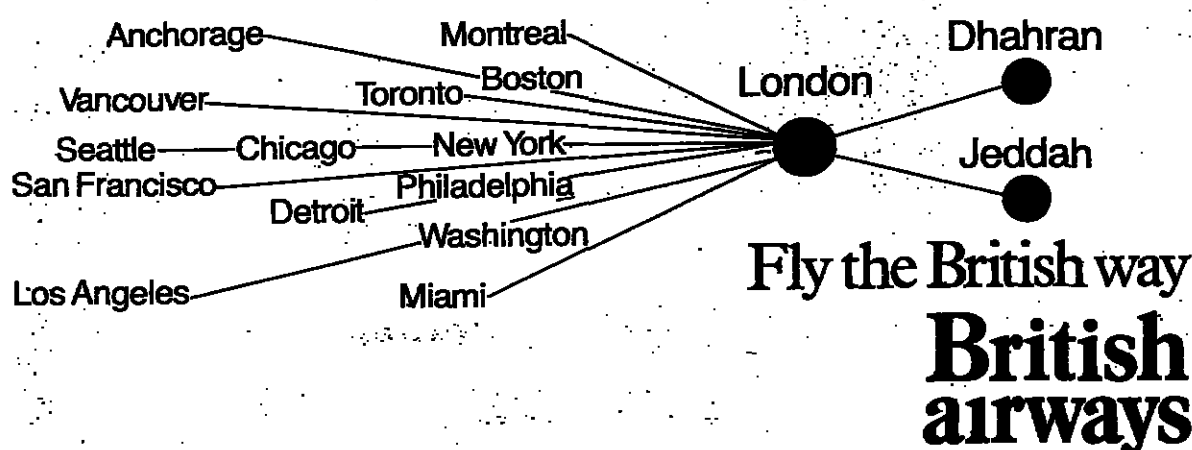 Anchorage Montreal Dhahran
Boston London
Vancouver Toronto
Seattle Chicago New York Jeddah
San Francisco Philadelphia
Detroit
Washington
Fly the British way
Los Angeles Miami
British
airways